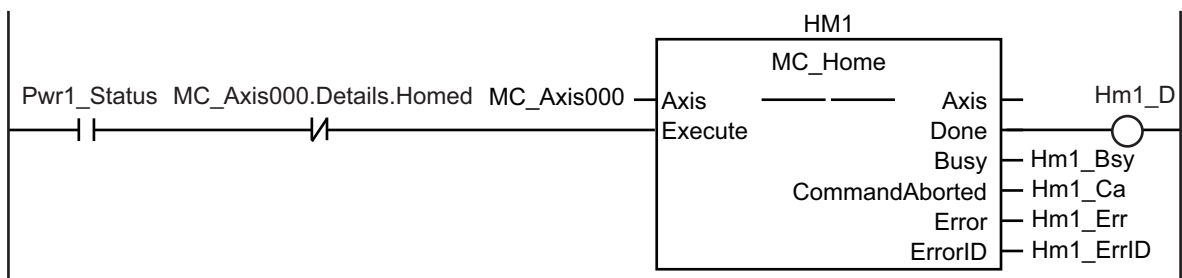 HM1
MC_Home
Pwr1_Status MC_Axis000.Details.Homed MC_Axis000 Axis Axis Hm1_D
Execute Done
Busy Hm1_Bsy
CommandAborted Hm1_Ca
Error Hm1_Err
ErrorID Hm1_ErrID